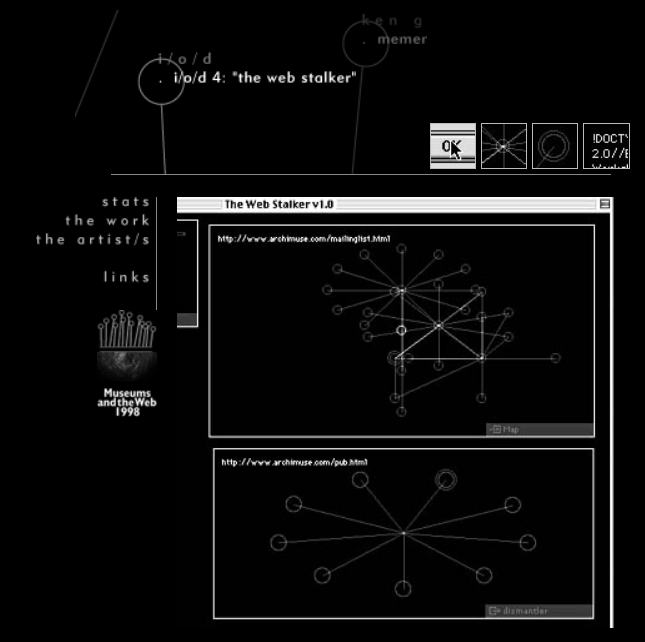 ken g
. memer
i/o/d
. i/o/d 4: "the web stalker"
OK
!DOCT
2.0//E
stats
the work
the artist/s
links
Museums
and the Web
1998
The Web Stalker v1.0
http://www.archimuse.com/mailinglist.html
Map
http://www.archimuse.com/pub.html
dismantler